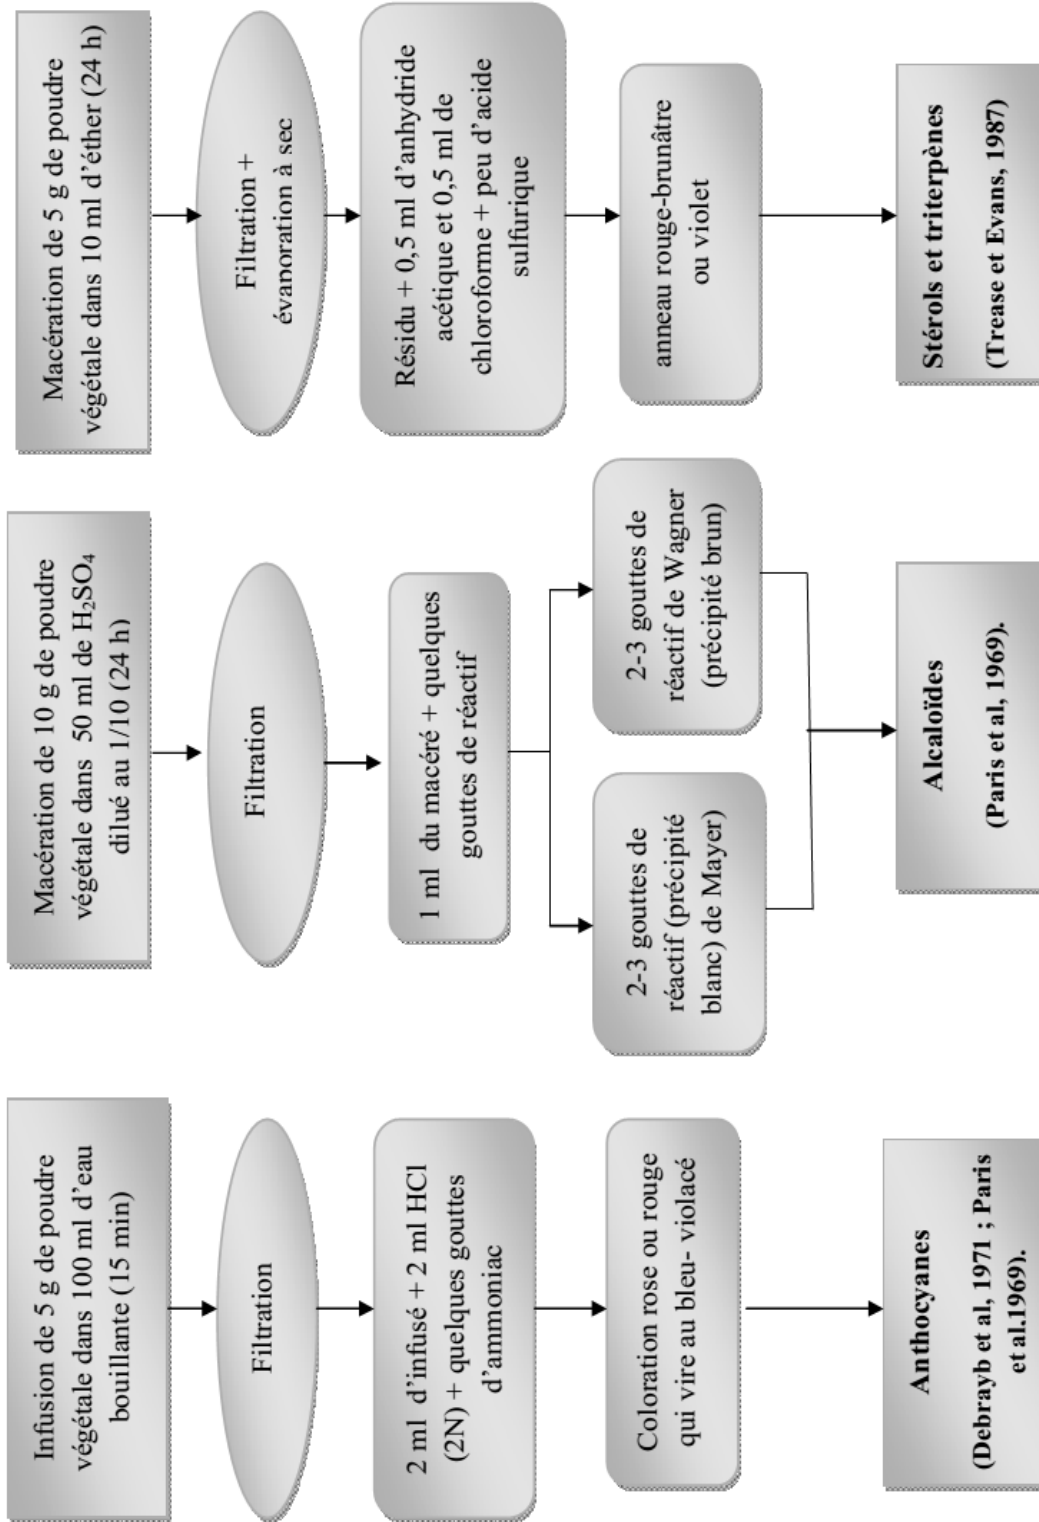 Infusion de 5 g de poudre
végétale dans 100 ml d'eau
bouillante (15 min)
Filtration
2 ml d'infusé + 2 ml HCl
(2N) + quelques gouttes
d'ammoniac
Coloration rose ou rouge
qui vire au bleu- violacé
Anthocyanes
(Debrayb et al, 1971 ; Paris
et al.1969).
Macération de 10 g de poudre
végétale dans 50 ml de H₂SO₄
dilué au 1/10 (24 h)
Filtration
1 ml du macéré + quelques
gouttes de réactif
2-3 gouttes de
réactif (précipité
blanc) de Mayer)
2-3 gouttes de
réactif de Wagner
(précipité brun)
Alcaloïdes
(Paris et al, 1969).
Macération de 5 g de poudre
végétale dans 10 ml d'éther (24 h)
Filtration +
évanoration à sec
Résidu + 0,5 ml d'anhydride
acétique et 0,5 ml de
chloroforme + peu d'acide
sulfurique
anneau rouge-brunâtre
ou violet
Stérols et triterpènes
(Trease et Evans, 1987)